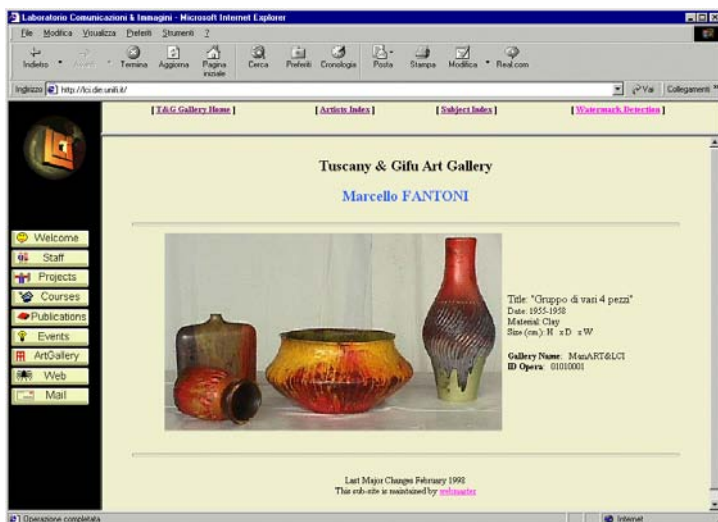 Laboratorio Comunicazioni & Immagini - Microsoft Internet Explorer
File Modifica Visualizza Preferiti Strumenti ?
Indietro Avanti Termina Aggiorna Pagina iniziale Cerca Preferiti Cronologia Posta Stampa Modifica Real.com
Indirizzo http://lci.die.unifi.it/ Vai Collegamenti
[ T&G Gallery Home ] [ Artists Index ] [ Subject Index ] [ Watermark Detection ]
Tuscany & Gifu Art Gallery
Marcello FANTONI
Welcome
Staff
Projects
Courses
Publications
Events
ArtGallery
Web
Mail
Title: "Gruppo di vasi 4 pezzi"
Date: 1955-1958
Material: Clay
Size (cm.): H x D x W
Gallery Name: ManART&LCI
ID Opera: 01010001
Last Major Changes February 1998
This sub-site is maintained by webmaster
Operazione completata Internet